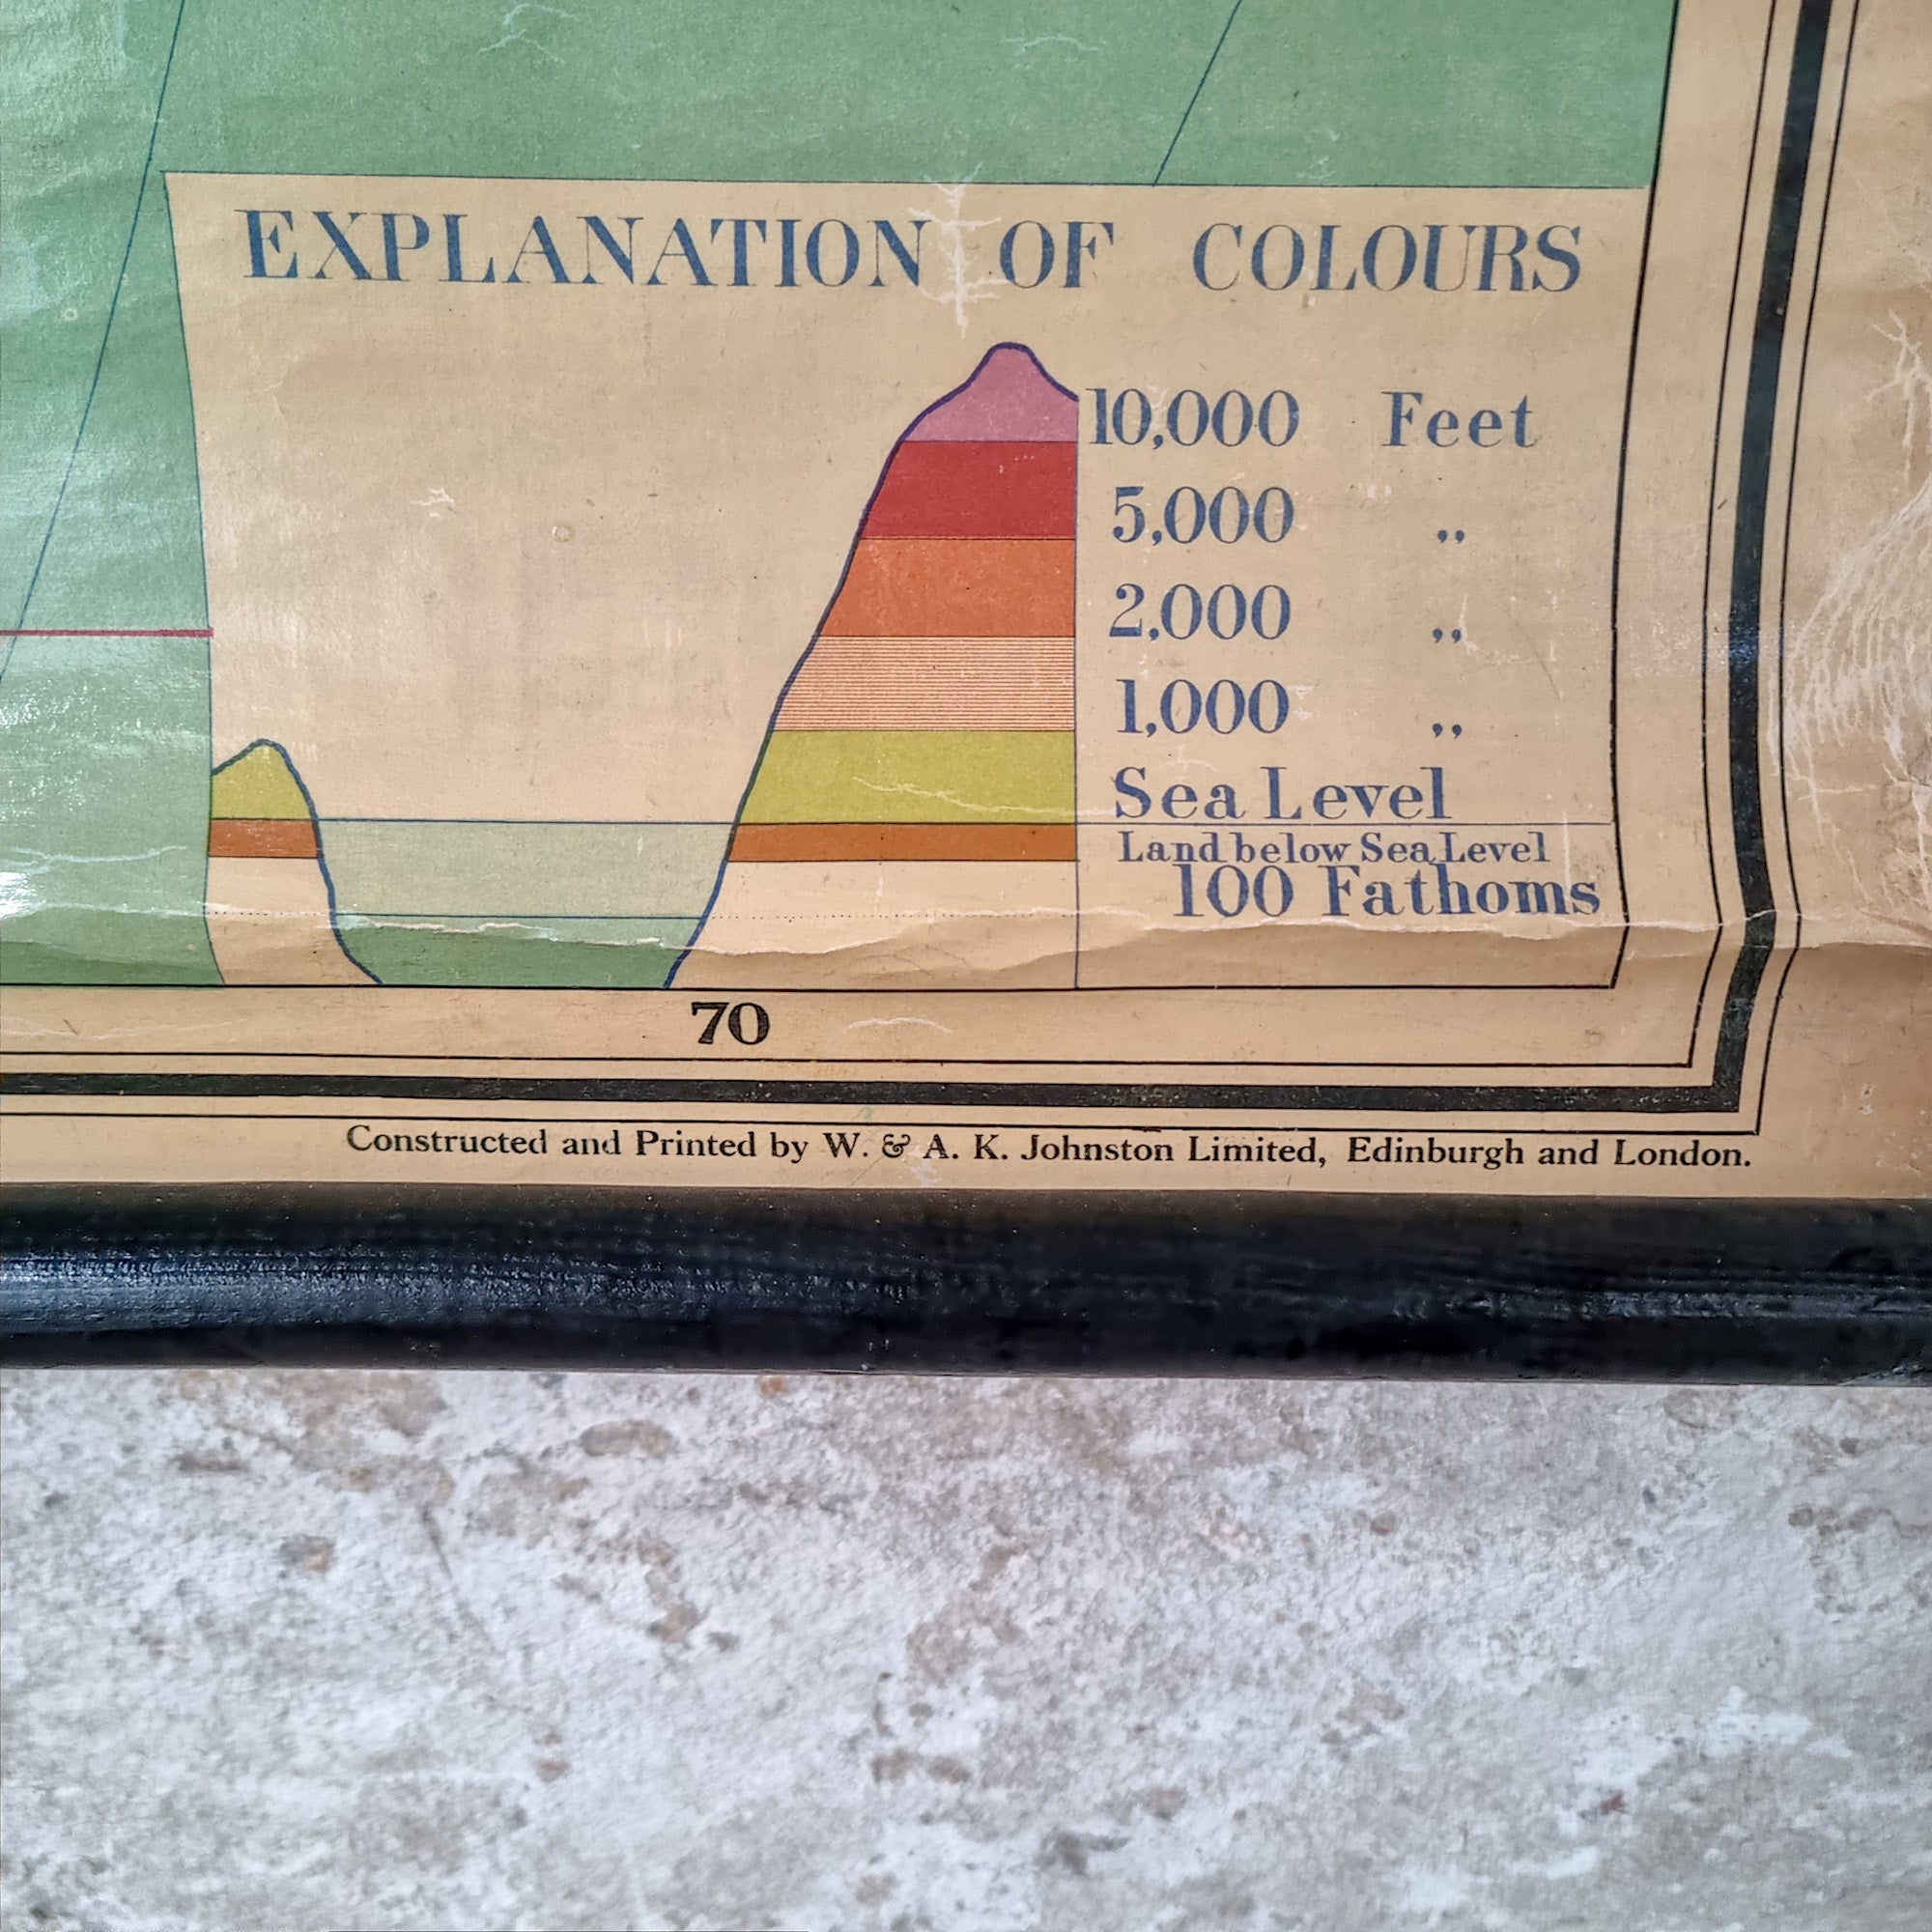 EXPLANATION OF COLOURS
10,000 Feet
5,000 ,,
2,000 ,,
1,000 ,,
Sea Level
Land below Sea Level
100 Fathoms
70
Constructed and Printed by W. & A. K. Johnston Limited, Edinburgh and London.